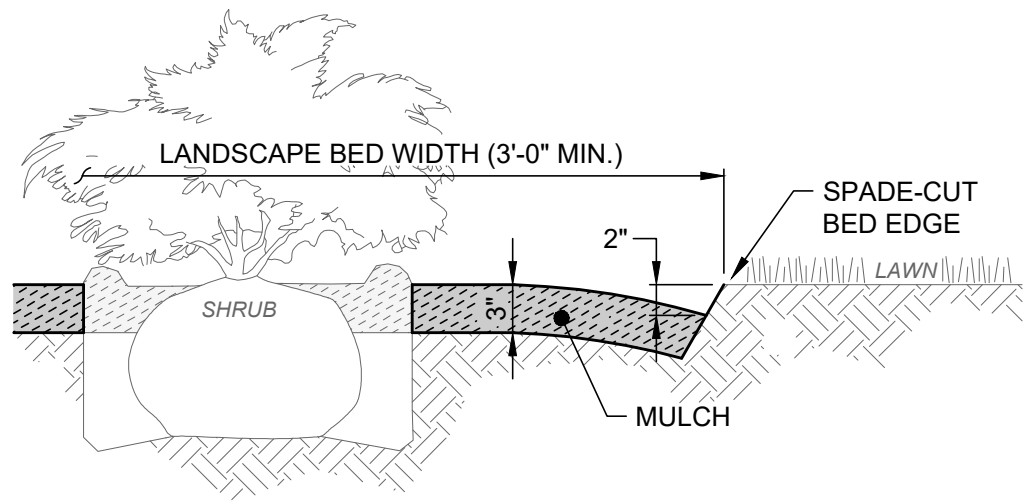 LANDSCAPE BED WIDTH (3'-0" MIN.)
SPADE-CUT
BED EDGE
2"
LAWN
SHRUB
3"
MULCH